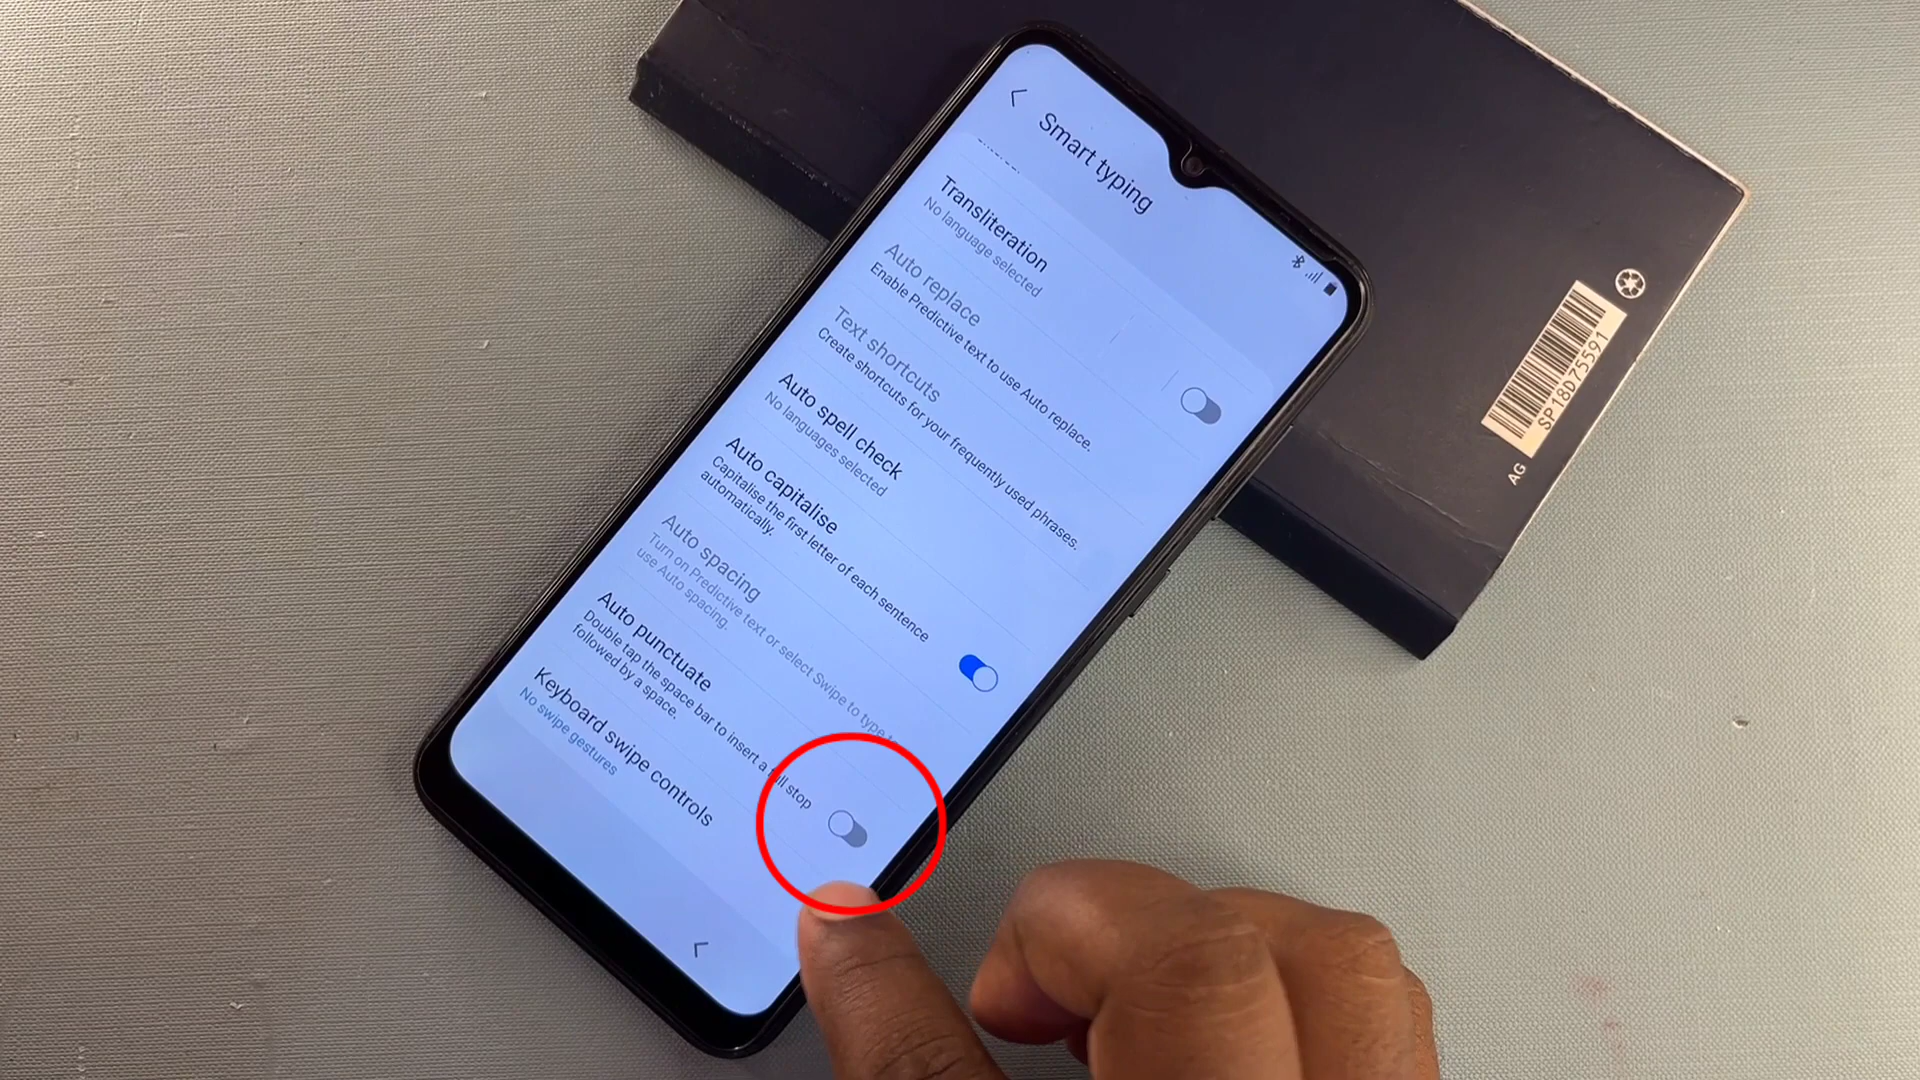 Smart typing
Transliteration
No language selected
Auto replace
Enable Predictive text to use Auto replace.
Text shortcuts
Create shortcuts for your frequently used phrases.
Auto spell check
No languages selected
Auto capitalise
Capitalise the first letter of each sentence
automatically.
Auto spacing
Turn on Predictive text or select Swipe to type
use Auto spacing.
Auto punctuate
Double tap the space bar to insert a full stop
followed by a space.
Keyboard swipe controls
No swipe gestures
SP18D75591
AG